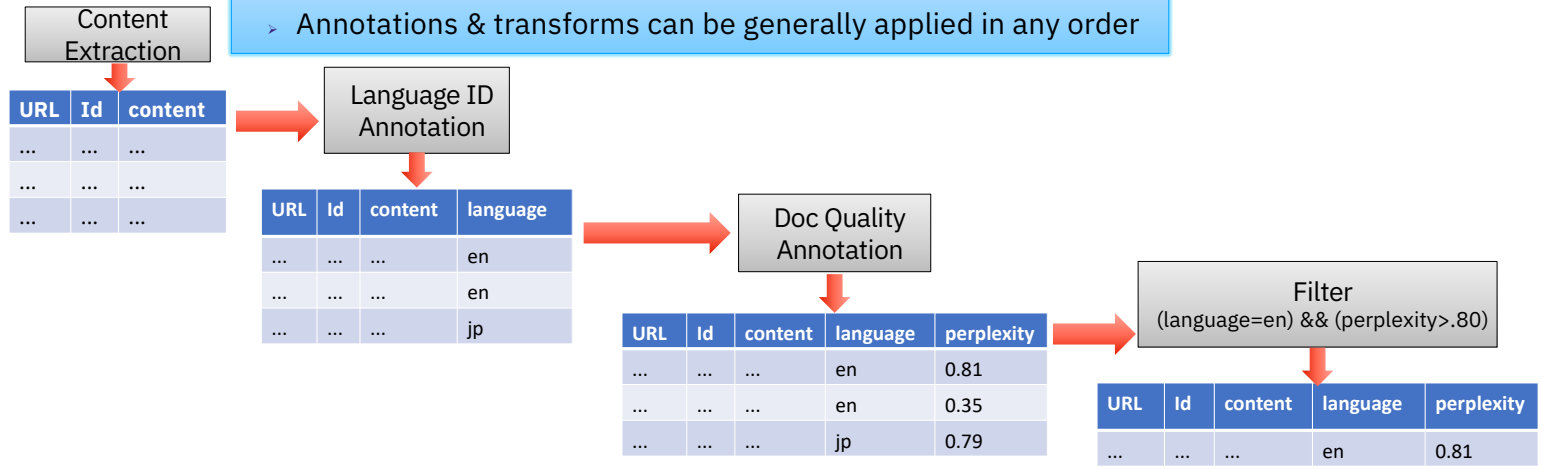 Content
Extraction
➢ Annotations & transforms can be generally applied in any order
URL Id content
... ... ...
... ... ...
... ... ...
Language ID
Annotation
URL Id content language
... ... ... en
... ... ... en
... ... ... jp
Doc Quality
Annotation
URL Id content language perplexity
... ... ... en 0.81
... ... ... en 0.35
... ... ... jp 0.79
Filter
(language=en) && (perplexity>.80)
URL Id content language perplexity
... ... ... en 0.81